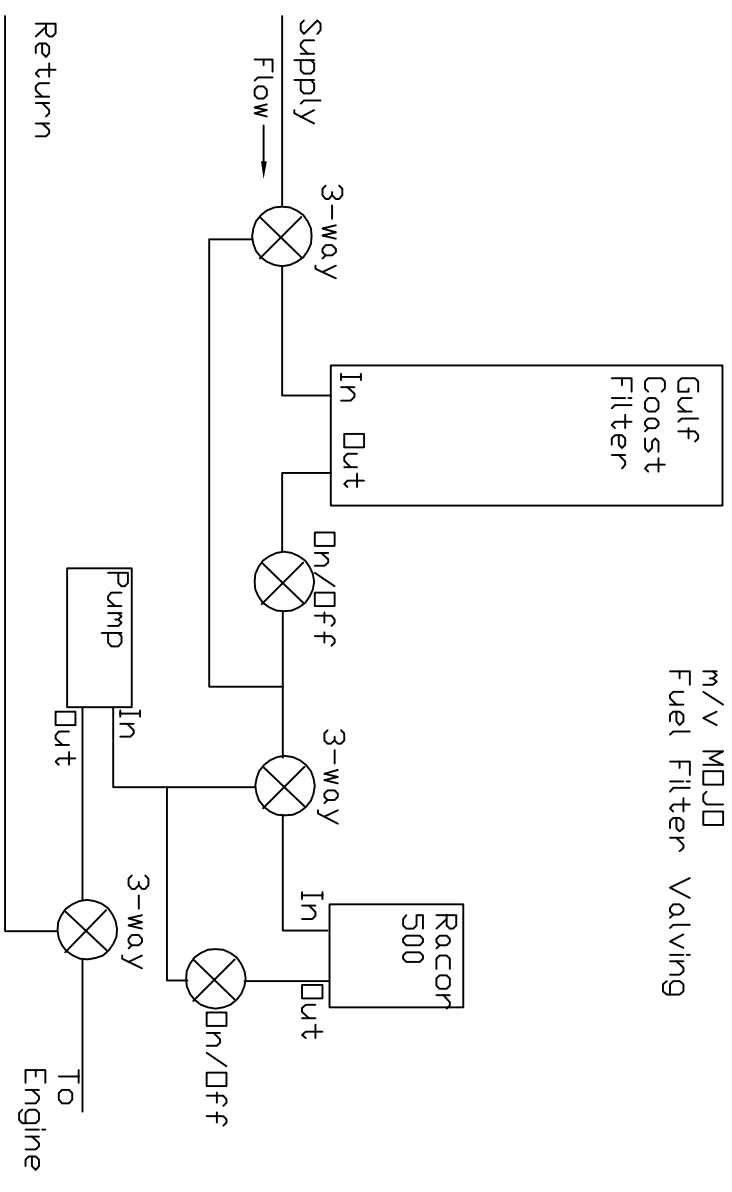 m/v MOJO
Fuel Filter Valving
Gulf
Coast
Filter
In
Out
Racor
500
In
Out
Supply
Flow
3-way
On/Off
3-way
On/Off
Pump
In
Out
3-way
To
Engine
Return